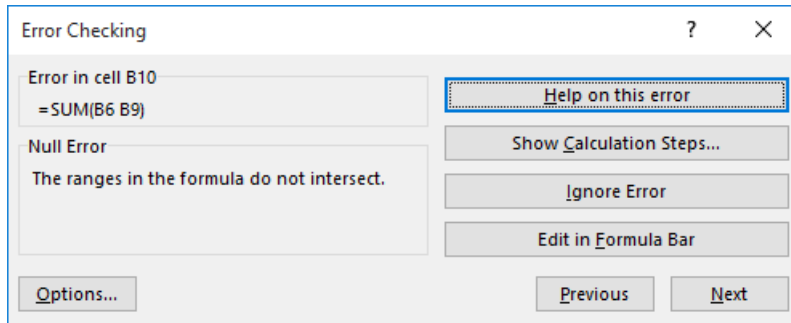 Error Checking
?
Error in cell B10
=SUM(B6 B9)
Null Error
The ranges in the formula do not intersect.
Help on this error
Show Calculation Steps...
Ignore Error
Edit in Formula Bar
Options...
Previous
Next